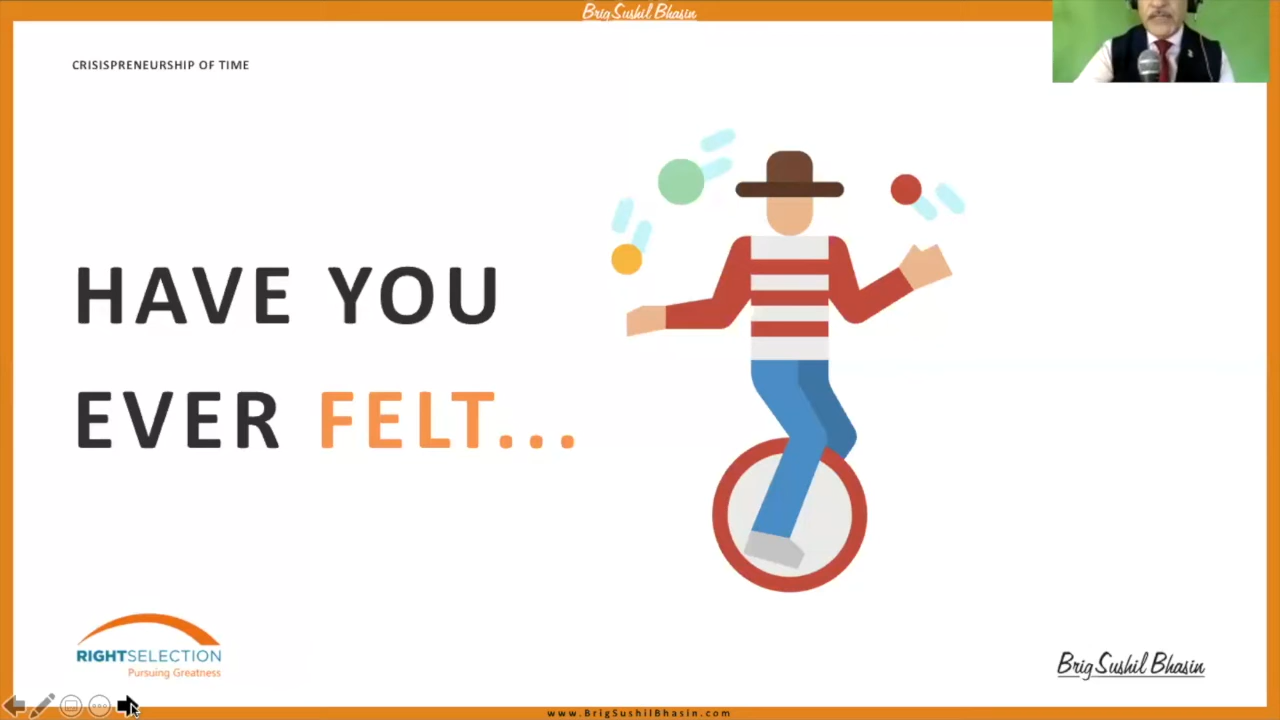 Brig Sushil Bhasin
CRISISPRENEURSHIP OF TIME
HAVE YOU
EVER FELT...
RIGHTSELECTION
Pursuing Greatness
Brig Sushil Bhasin
www.BrigSushilBhasin.com